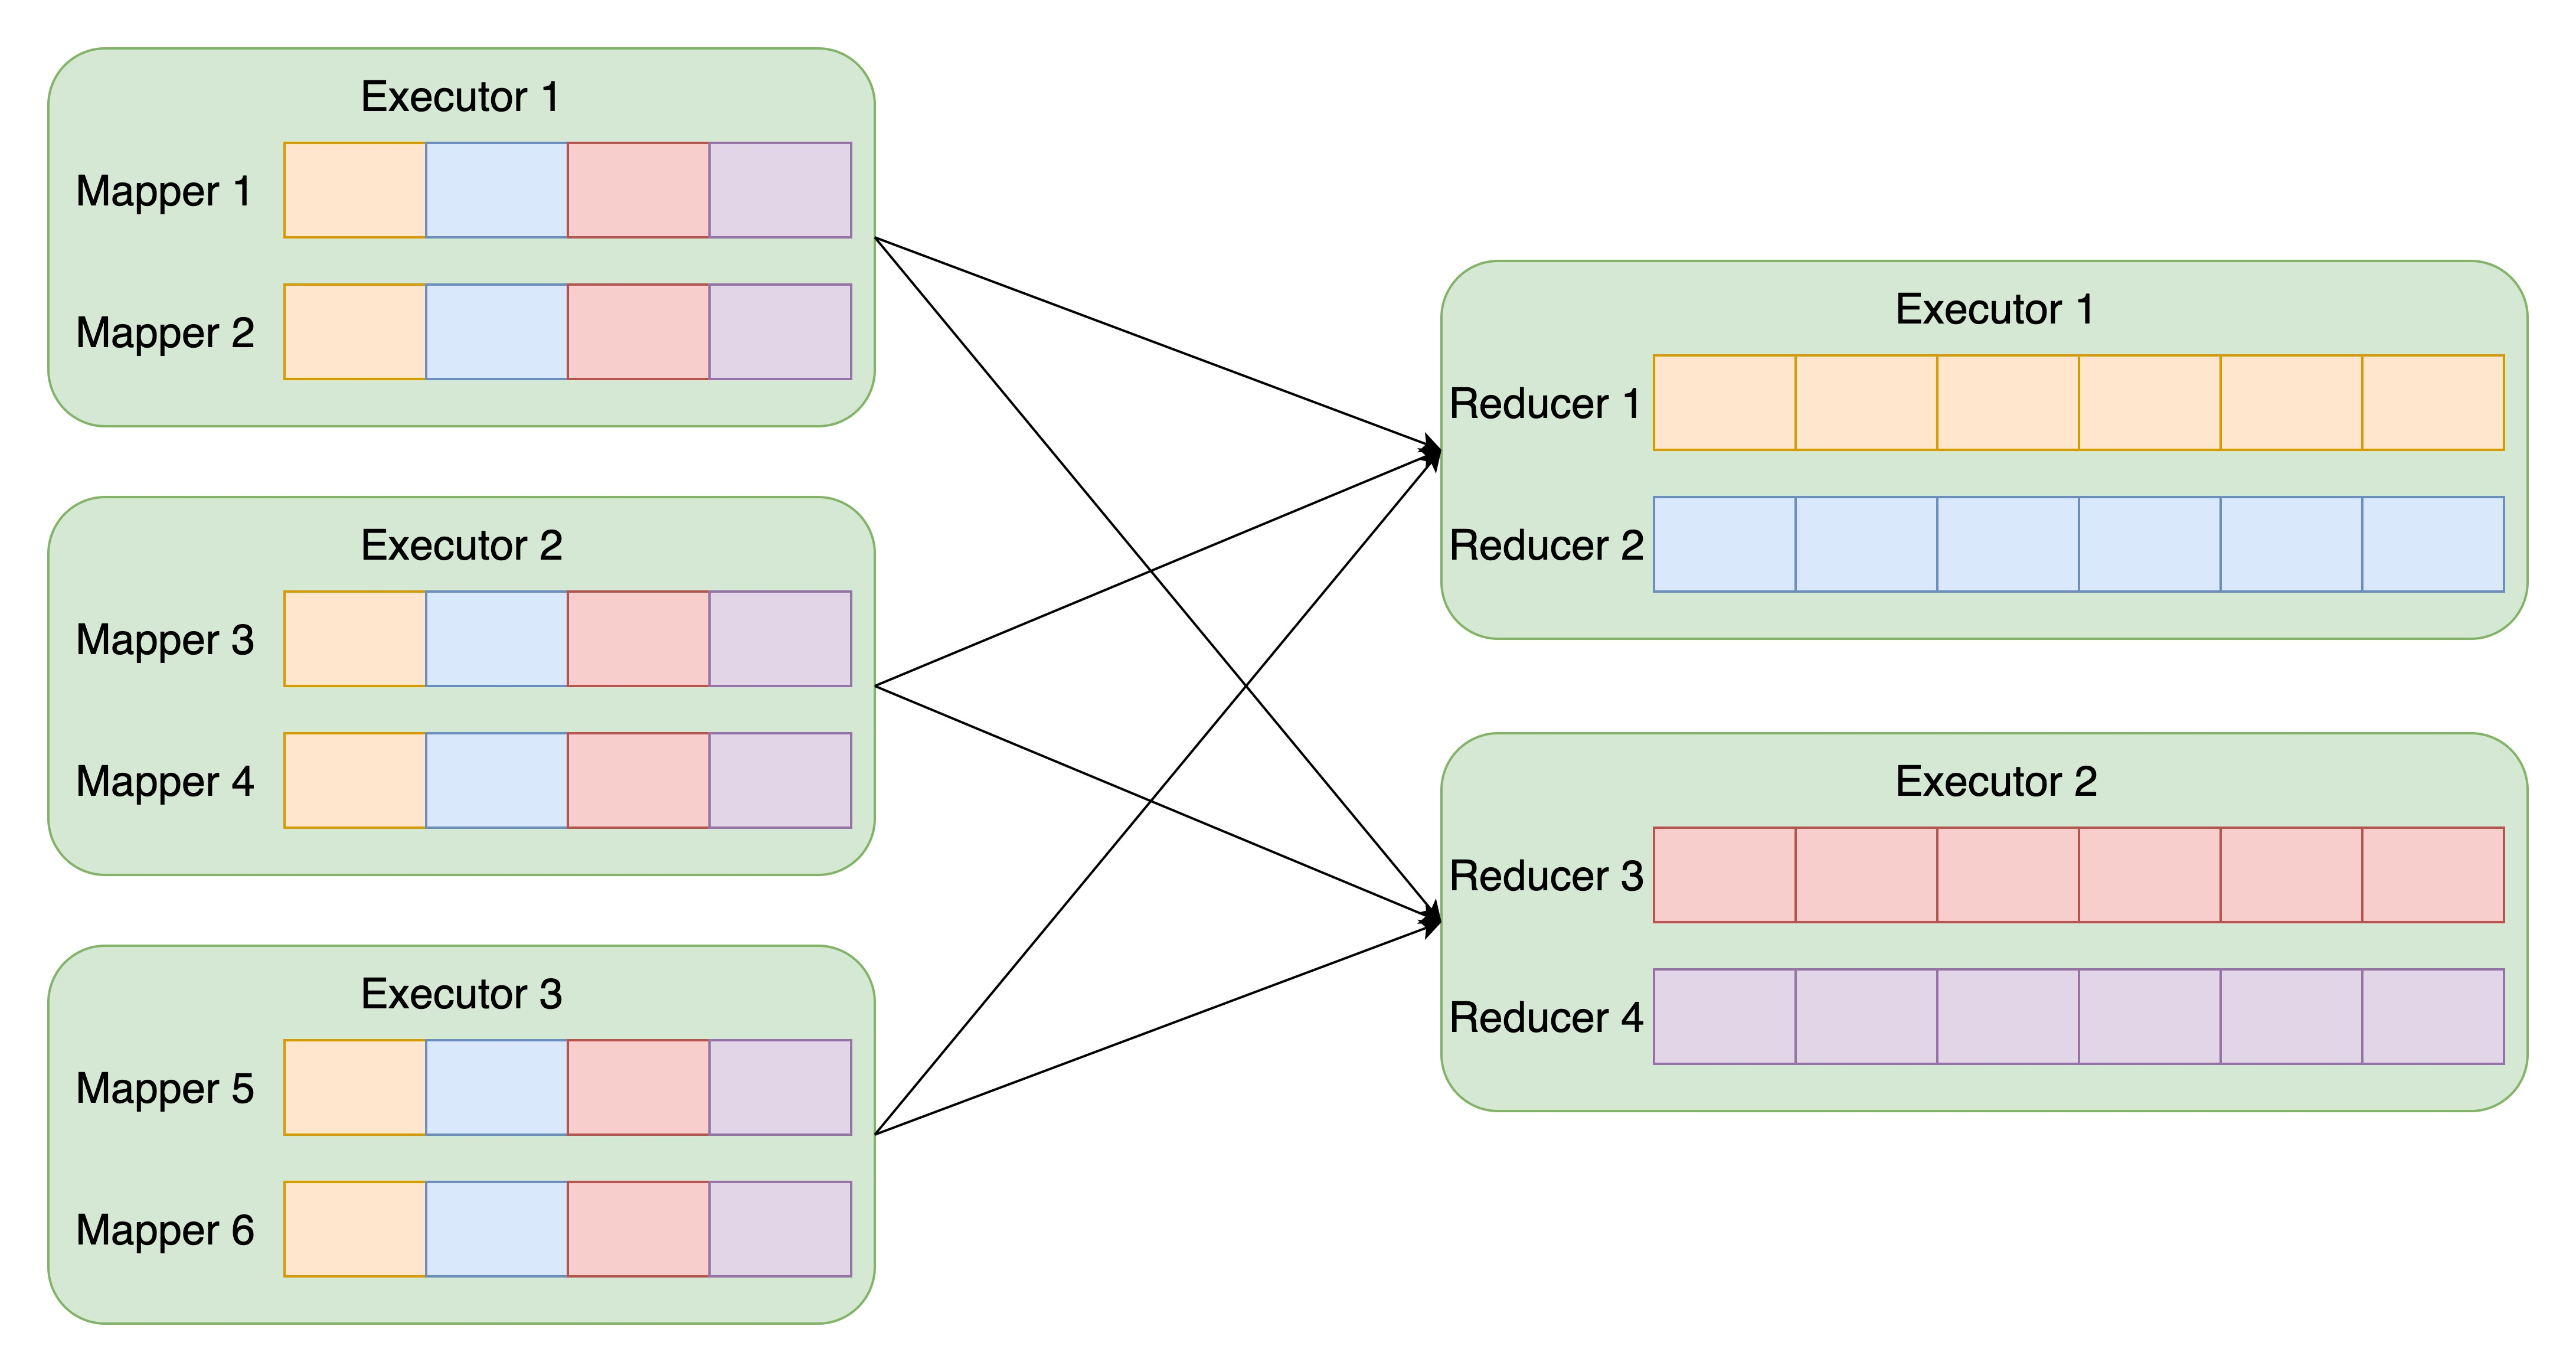 Executor 1
Mapper 1
Mapper 2
Executor 2
Mapper 3
Mapper 4
Executor 3
Mapper 5
Mapper 6
Executor 1
Reducer 1
Reducer 2
Executor 2
Reducer 3
Reducer 4